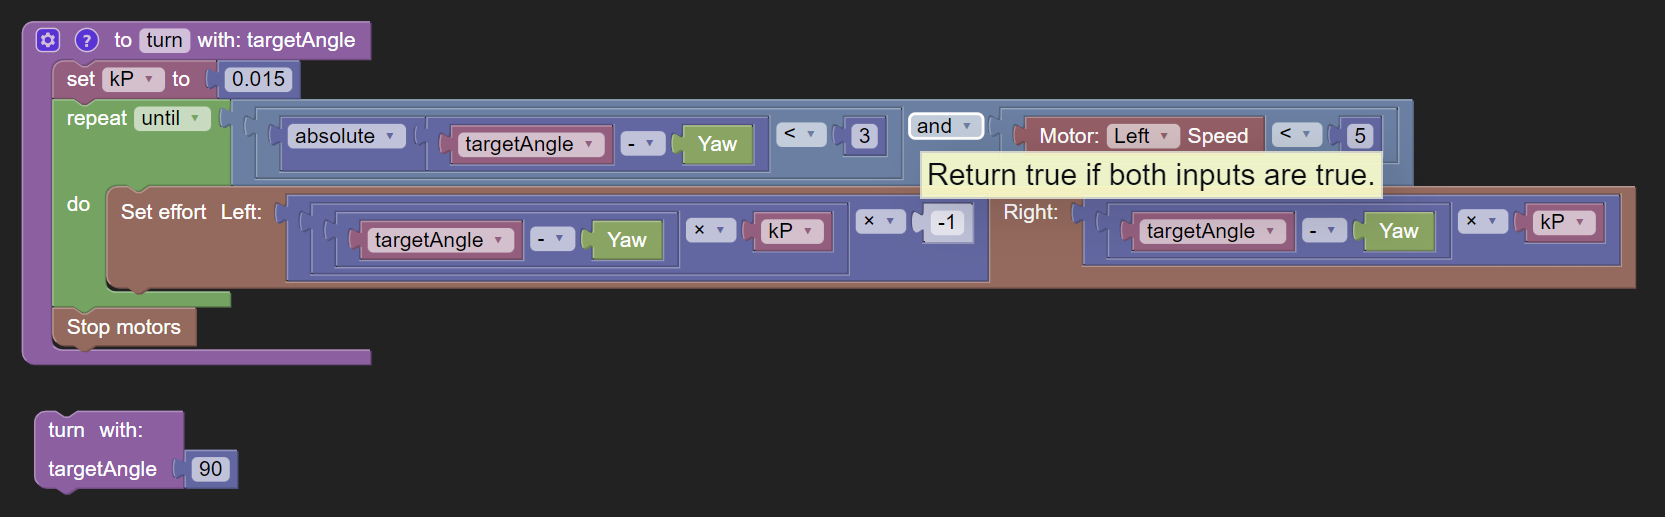 ? to turn with: targetAngle
set kP to 0.015
repeat until absolute targetAngle - Yaw < 3 and Motor: Left Speed < 5
Return true if both inputs are true.
do Set effort Left: targetAngle - Yaw × kP × -1 Right: targetAngle - Yaw × kP
Stop motors
turn with:
targetAngle 90